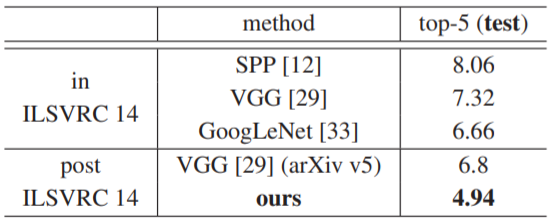 method top-5 (test)
in ILSVRC 14
SPP [12] 8.06
VGG [29] 7.32
GoogLeNet [33] 6.66
post ILSVRC 14
VGG [29] (arXiv v5) 6.8
ours 4.94